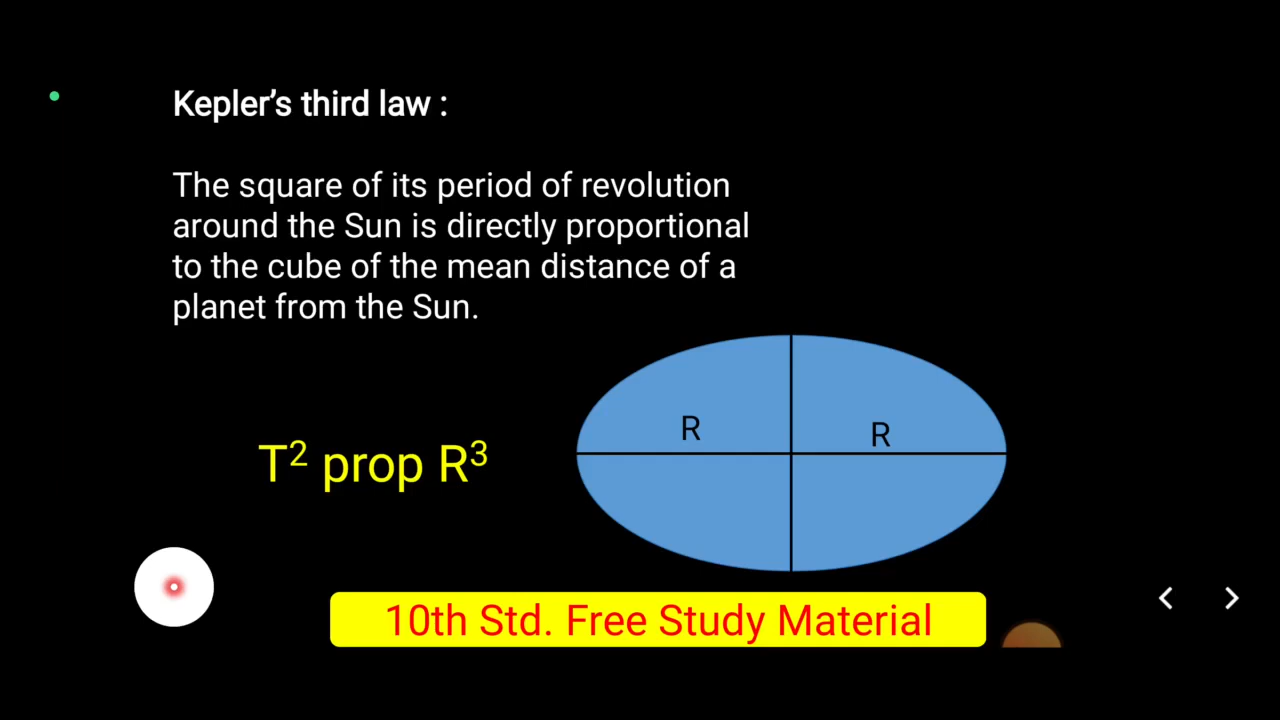 Kepler’s third law :
The square of its period of revolution
around the Sun is directly proportional
to the cube of the mean distance of a
planet from the Sun.
R
R
T² prop R³
10th Std. Free Study Material